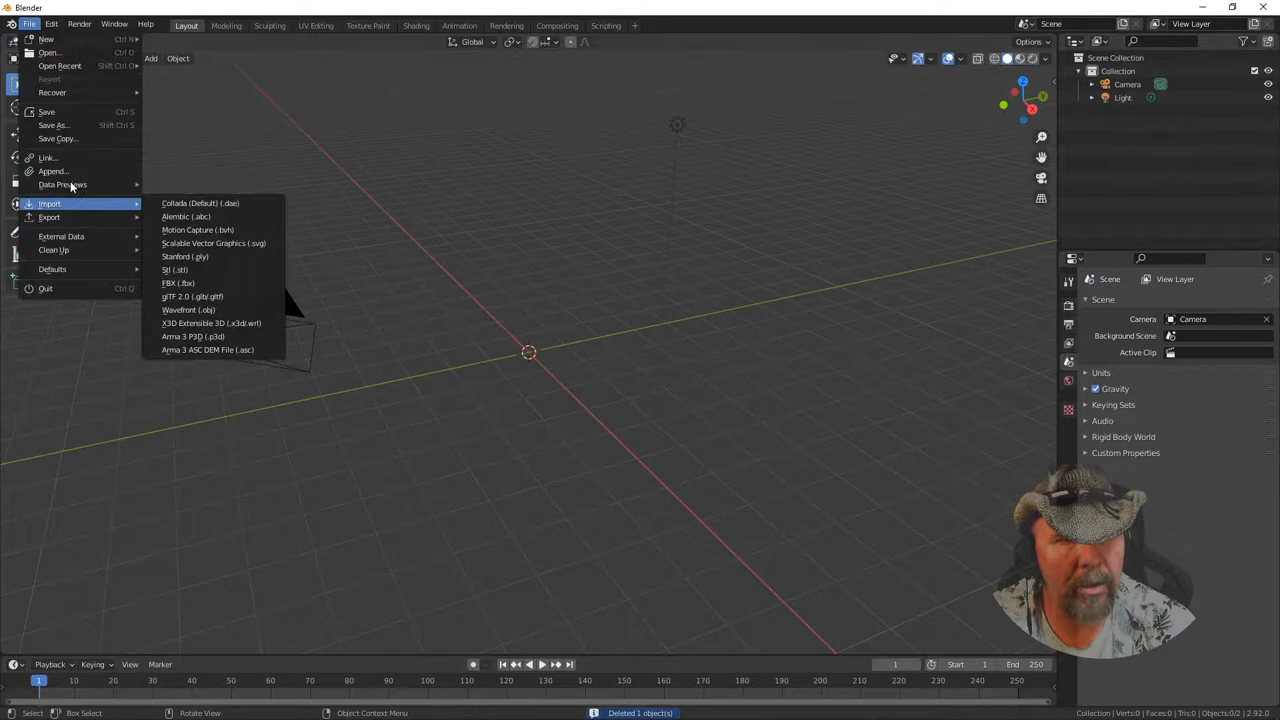 Blender
File Edit Render Window Help Layout Modeling Sculpting UV Editing Texture Paint Shading Animation Rendering Compositing Scripting + Scene View Layer
New Ctrl N
Open... Ctrl O
Open Recent Shift Ctrl O
Revert
Recover
Save Ctrl S
Save As... Shift Ctrl S
Save Copy...
Link...
Append...
Data Previews
Import
Export
External Data
Clean Up
Defaults
Quit Ctrl Q
Collada (Default) (.dae)
Alembic (.abc)
Motion Capture (.bvh)
Scalable Vector Graphics (.svg)
Stanford (.ply)
Stl (.stl)
FBX (.fbx)
glTF 2.0 (.glb/.gltf)
Wavefront (.obj)
X3D Extensible 3D (.x3d/.wrl)
Arma 3 P3D (.p3d)
Arma 3 ASC DEM File (.asc)
Global Options
Add Object
Z
Y
X
Scene Collection
Collection
Camera
Light
Scene View Layer
Scene
Camera Camera
Background Scene
Active Clip
Units
Gravity
Keying Sets
Audio
Rigid Body World
Custom Properties
Playback Keying View Marker 1 Start 1 End 250
1 10 20 30 40 50 60 70 80 90 100 110 120 130 140 150 160 170 180 190 200 210 220 230 240 250
Select Box Select Rotate View Object Context Menu Deleted 1 object(s) Collection | Verts:0 | Faces:0 | Tris:0 | Objects:0/2 | 2.92.0